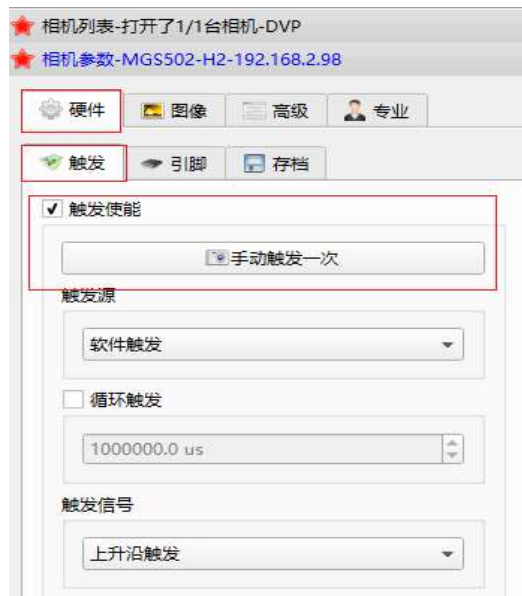 相机列表-打开了1/1台相机-DVP
相机参数-MGS502-H2-192.168.2.98
硬件 图像 高级 专业
触发 引脚 存档
触发使能
手动触发一次
触发源
软件触发
循环触发
1000000.0 us
触发信号
上升沿触发